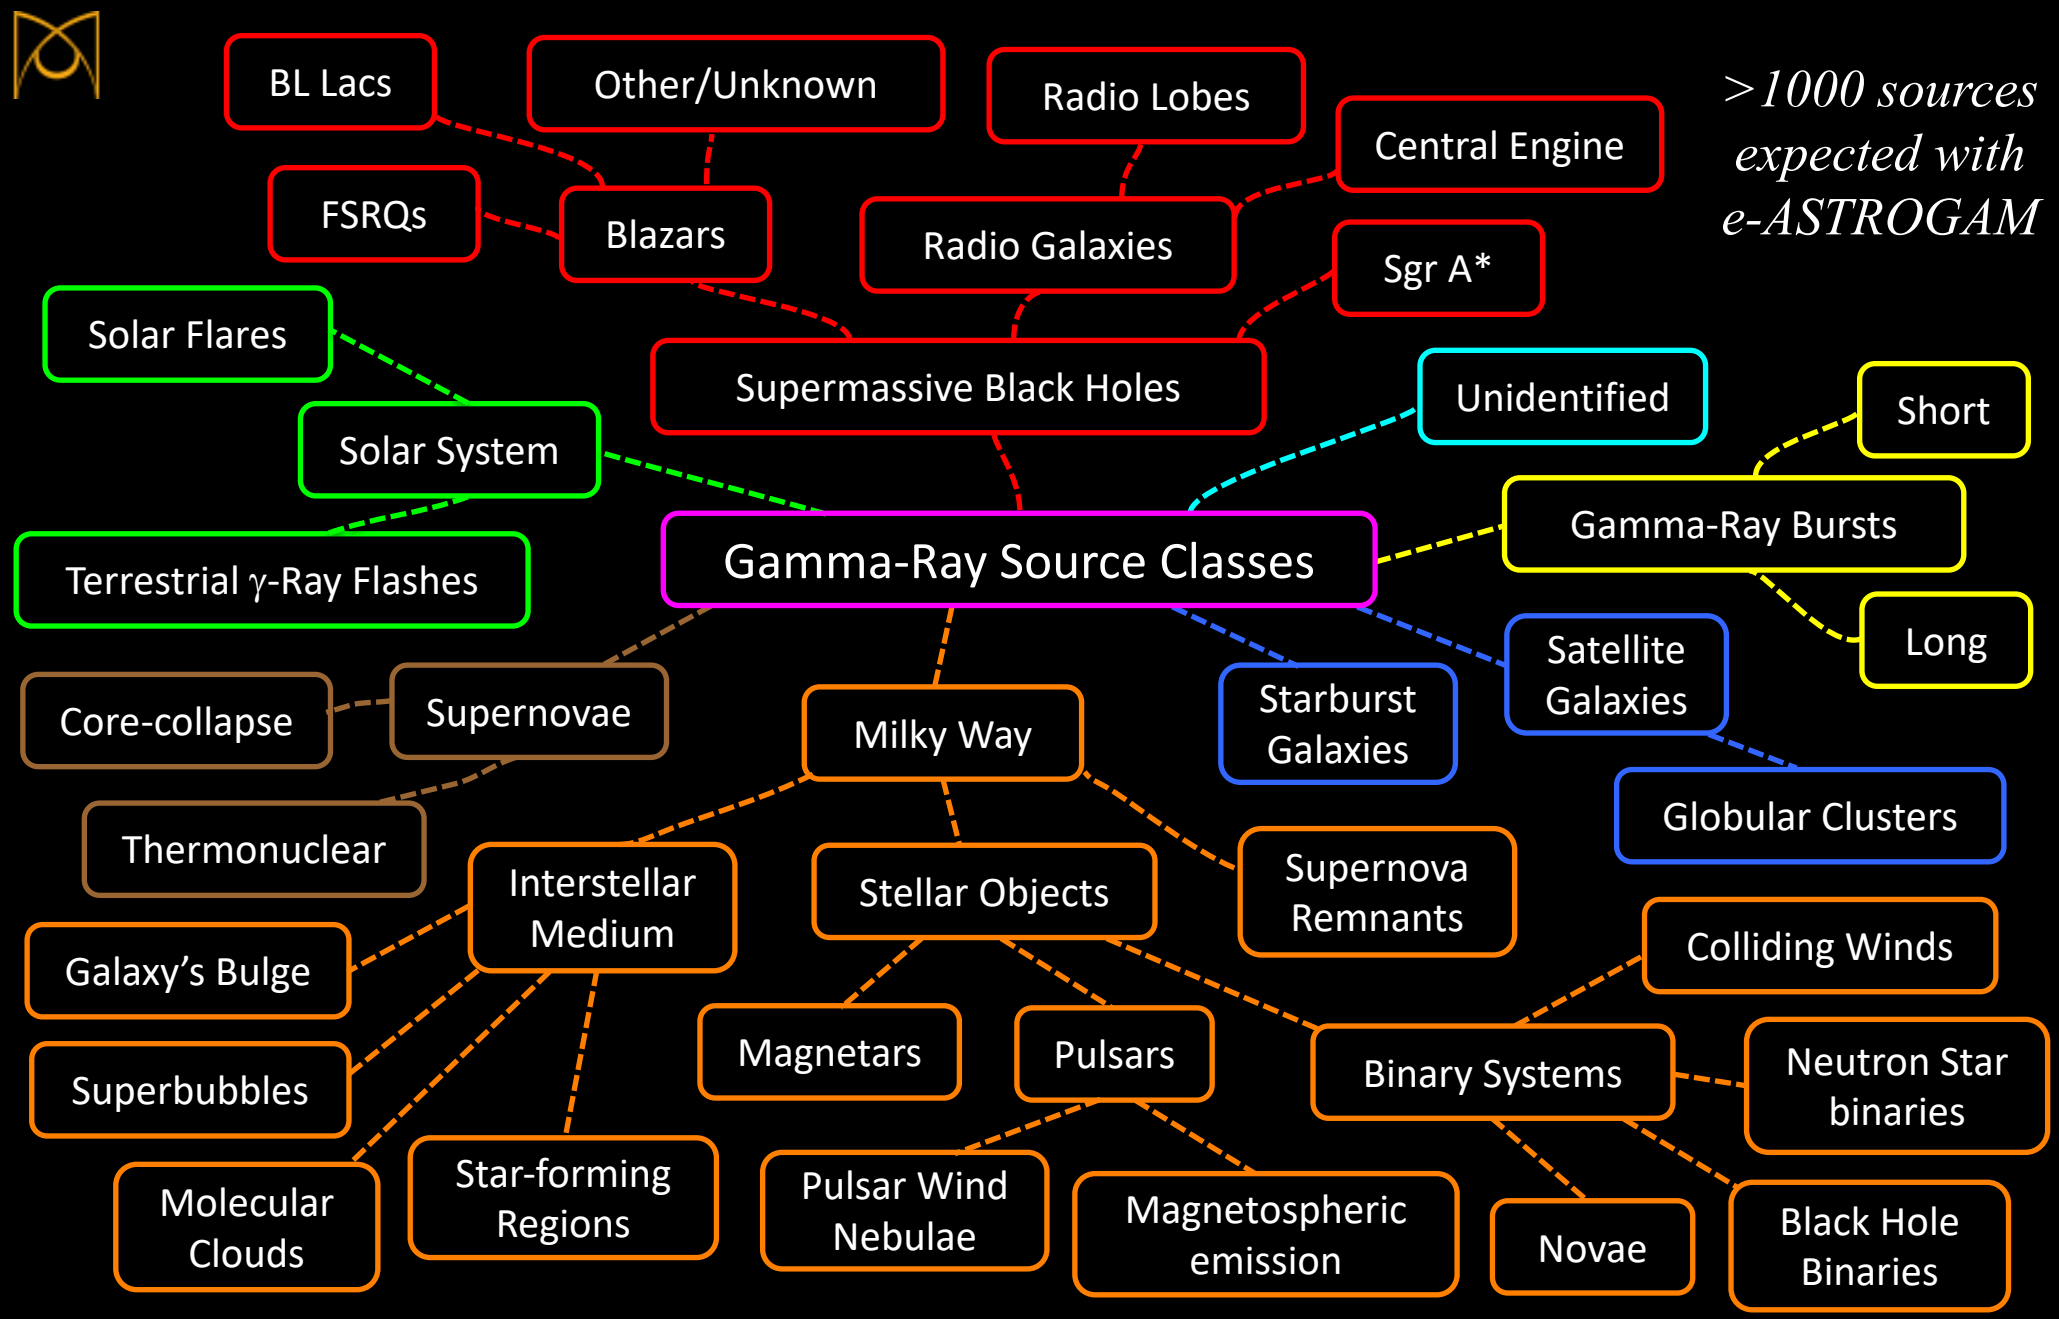 BL Lacs
Other/Unknown
Radio Lobes
>1000 sources
expected with
e-ASTROGAM
Central Engine
FSRQs
Blazars
Radio Galaxies
Sgr A*
Solar Flares
Supermassive Black Holes
Unidentified
Short
Solar System
Gamma-Ray Bursts
Gamma-Ray Source Classes
Terrestrial γ-Ray Flashes
Long
Satellite
Galaxies
Core-collapse
Supernovae
Milky Way
Starburst
Galaxies
Globular Clusters
Thermonuclear
Interstellar
Medium
Stellar Objects
Supernova
Remnants
Colliding Winds
Galaxy’s Bulge
Magnetars
Pulsars
Binary Systems
Neutron Star
binaries
Superbubbles
Molecular
Clouds
Star-forming
Regions
Pulsar Wind
Nebulae
Magnetospheric
emission
Novae
Black Hole
Binaries